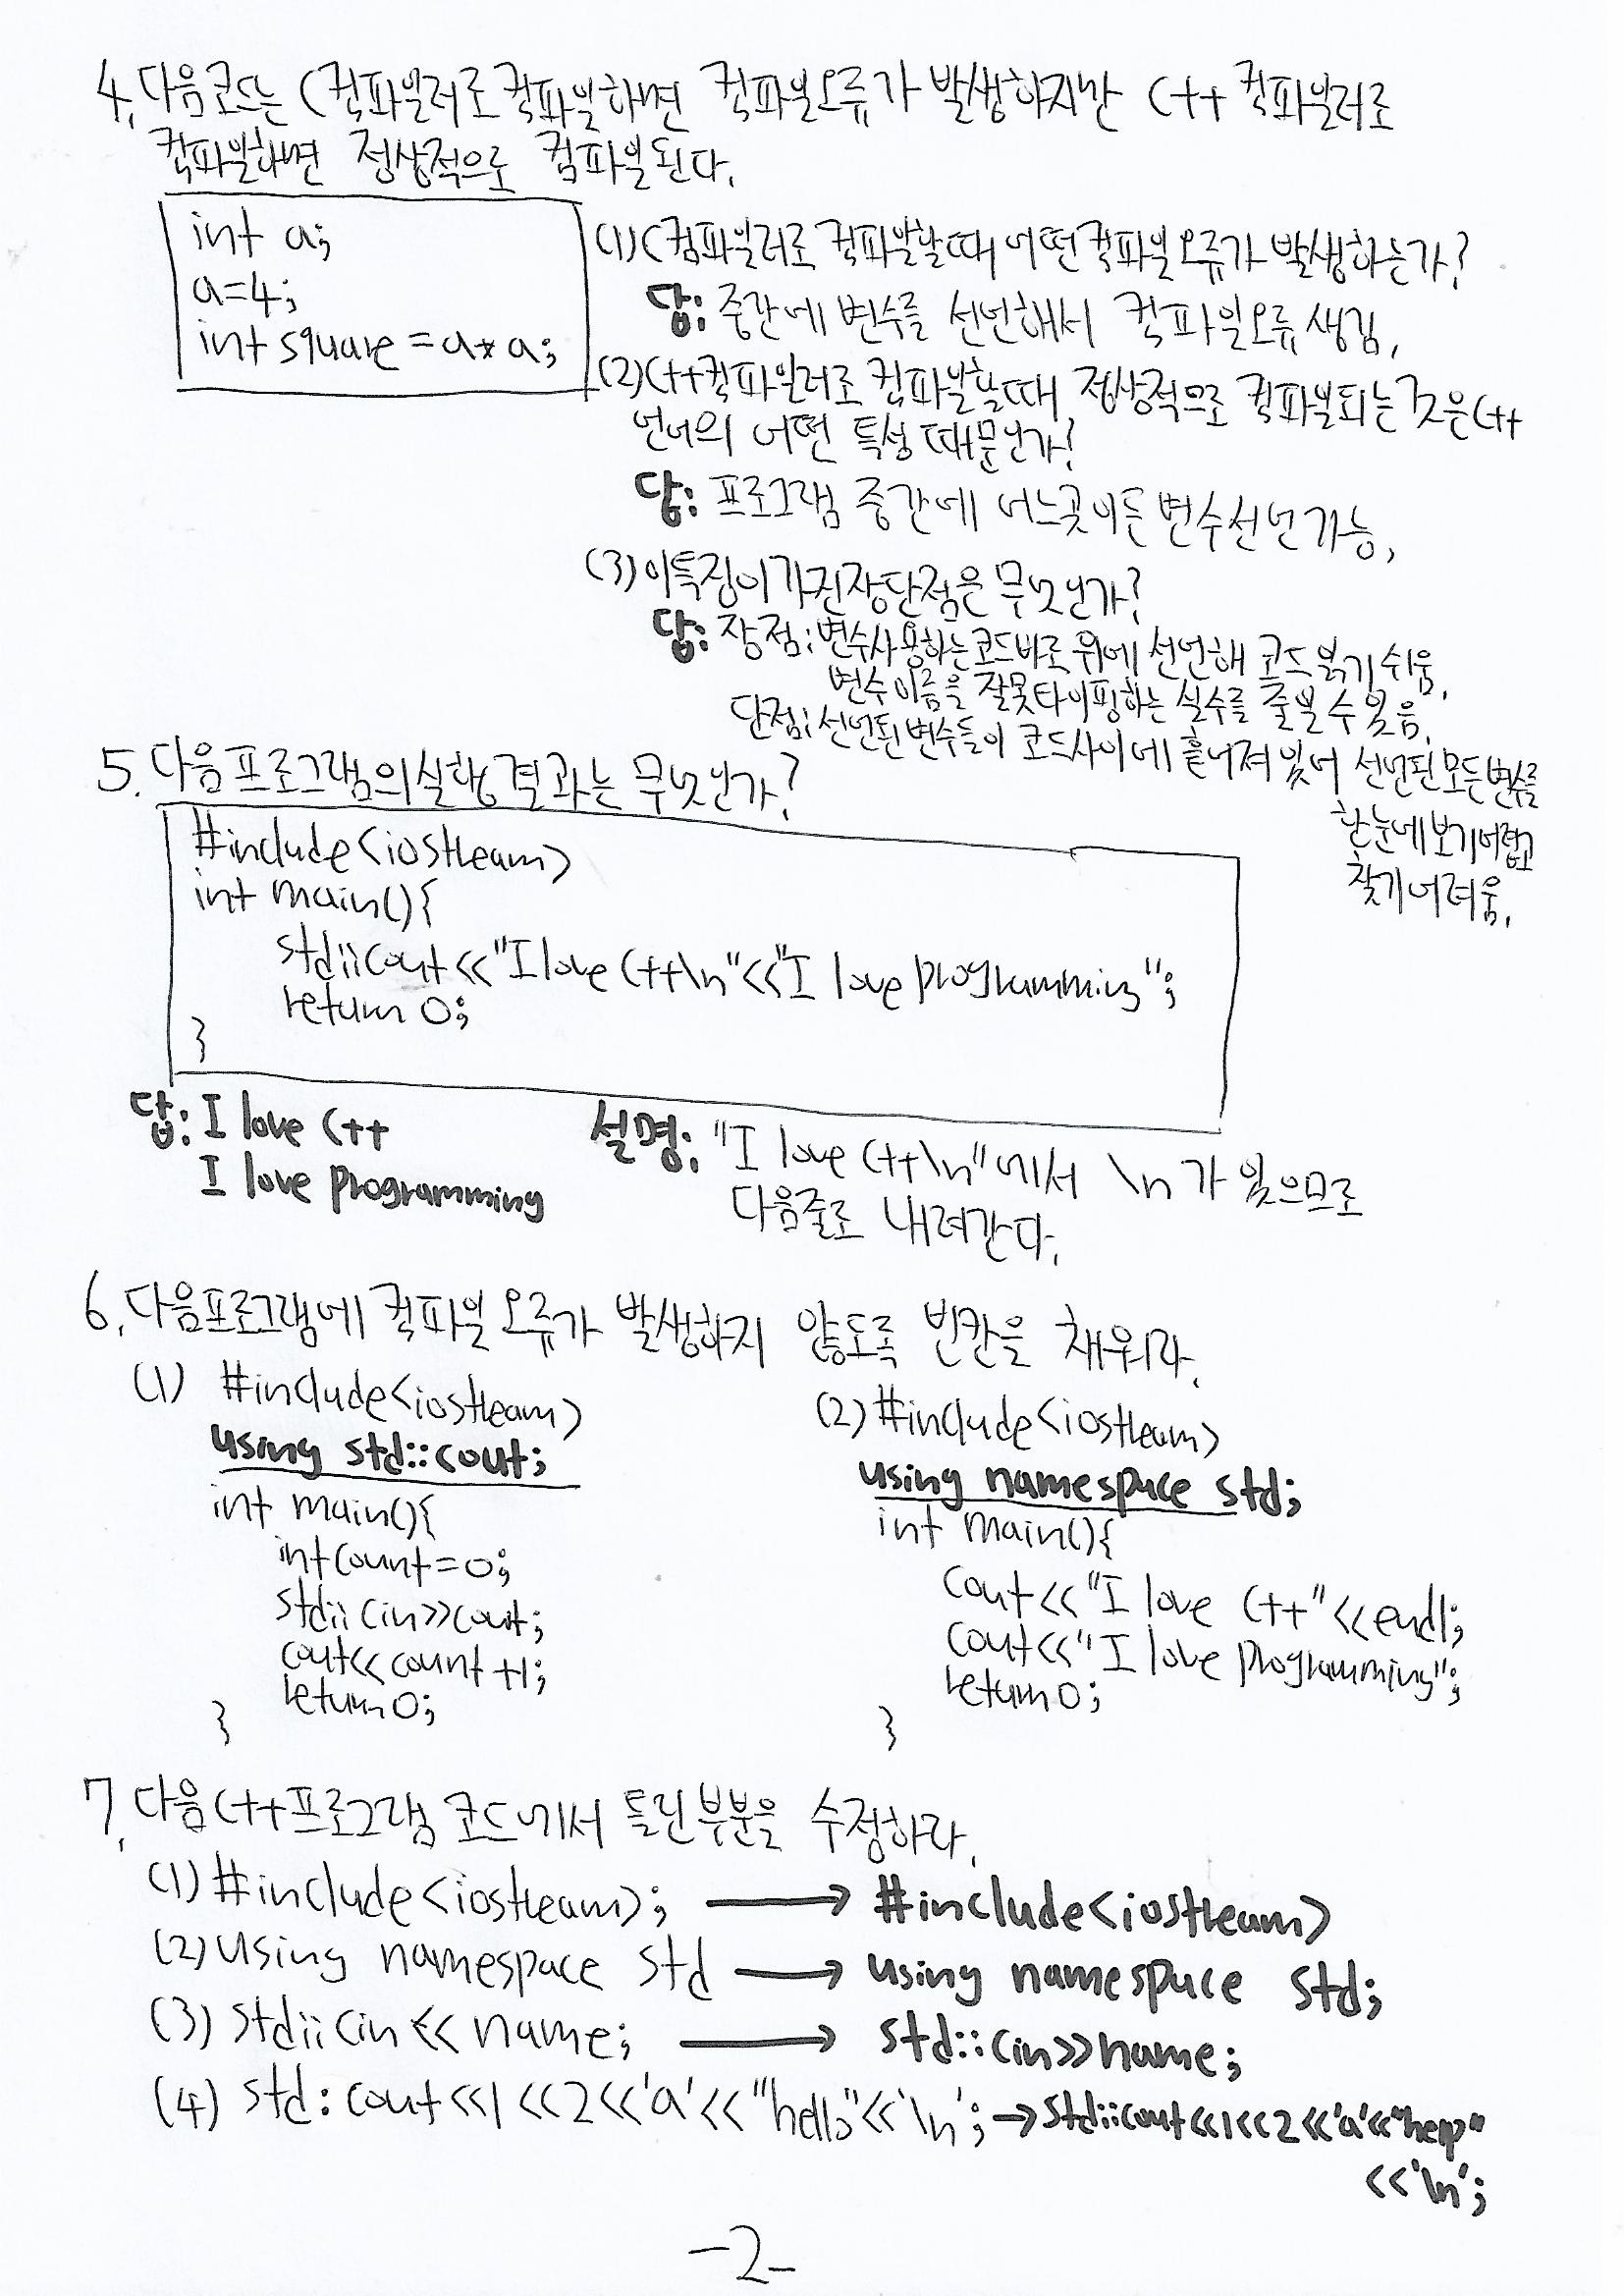 4. 다음코드는 C컴파일러로 컴파일하면 컴파일오류가 발생하지만 C++ 컴파일러로
컴파일하면 정상적으로 컴파일된다.
int a;
a=4;
int square=a*a;
(1) C컴파일러로 컴파일할때 어떤컴파일오류가 발생하는가?
답: 중간에 변수를 선언해서 컴파일오류 생김.
(2) C++컴파일러로 컴파일할때 정상적으로 컴파일되는것은 C++
언어의 어떤 특성 때문인가?
답: 프로그램 중간에 어느곳이든 변수선언가능.
(3) 이특징이가진장단점은 무엇인가?
답: 장점: 변수사용하는코드바로 위에 선언해 코드읽기 쉬움.
변수이름을 잘못타이핑하는 실수를 줄일수있음.
단점: 선언된변수들이 코드사이에 흩어져있어 선언된모든변수를
한눈에보기어렵고
찾기어려움.
5. 다음프로그램의실행결과는 무엇인가?
#include<iostream>
int main(){
std::cout<<"I love C++\n"<<"I love programming";
return 0;
}
답: I love C++
I love programming
설명: "I love C++\n"에서 \n가 있으므로
다음줄로 내려간다.
6. 다음프로그램에 컴파일 오류가 발생하지 않도록 빈칸을 채워라.
(1) #include<iostream>
using std::cout;
int main(){
int count=0;
std::cin>>cout;
cout<<count+1;
return 0;
}
(2) #include<iostream>
using namespace std;
int main(){
cout<<"I love C++"<<endl;
cout<<"I love programming";
return 0;
}
7. 다음C++프로그램 코드에서 틀린부분을 수정하라.
(1) #include<iostream>; → #include<iostream>
(2) using namespace std → using namespace std;
(3) std::cin<<name; → std::cin>>name;
(4) std:cout<<1<<2<<'a'<<"hello"<<'\n'; → std::cout<<1<<2<<'a'<<"help"
<<'\n';
-2-